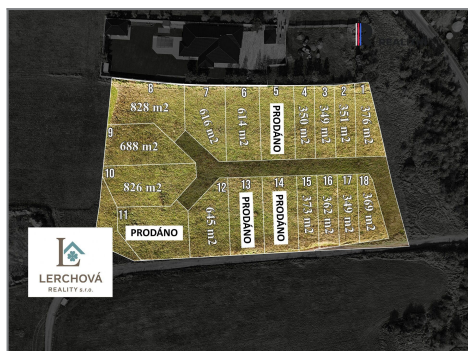 8
828 m2
7
616 m2
6
614 m2
5
PRODÁNO
4
350 m2
3
349 m2
2
351 m2
1
376 m2
9
688 m2
10
826 m2
11
PRODÁNO
12
645 m2
13
PRODÁNO
14
PRODÁNO
15
373 m2
16
362 m2
17
349 m2
18
369 m2
LERCHOVÁ
REALITY s.r.o.